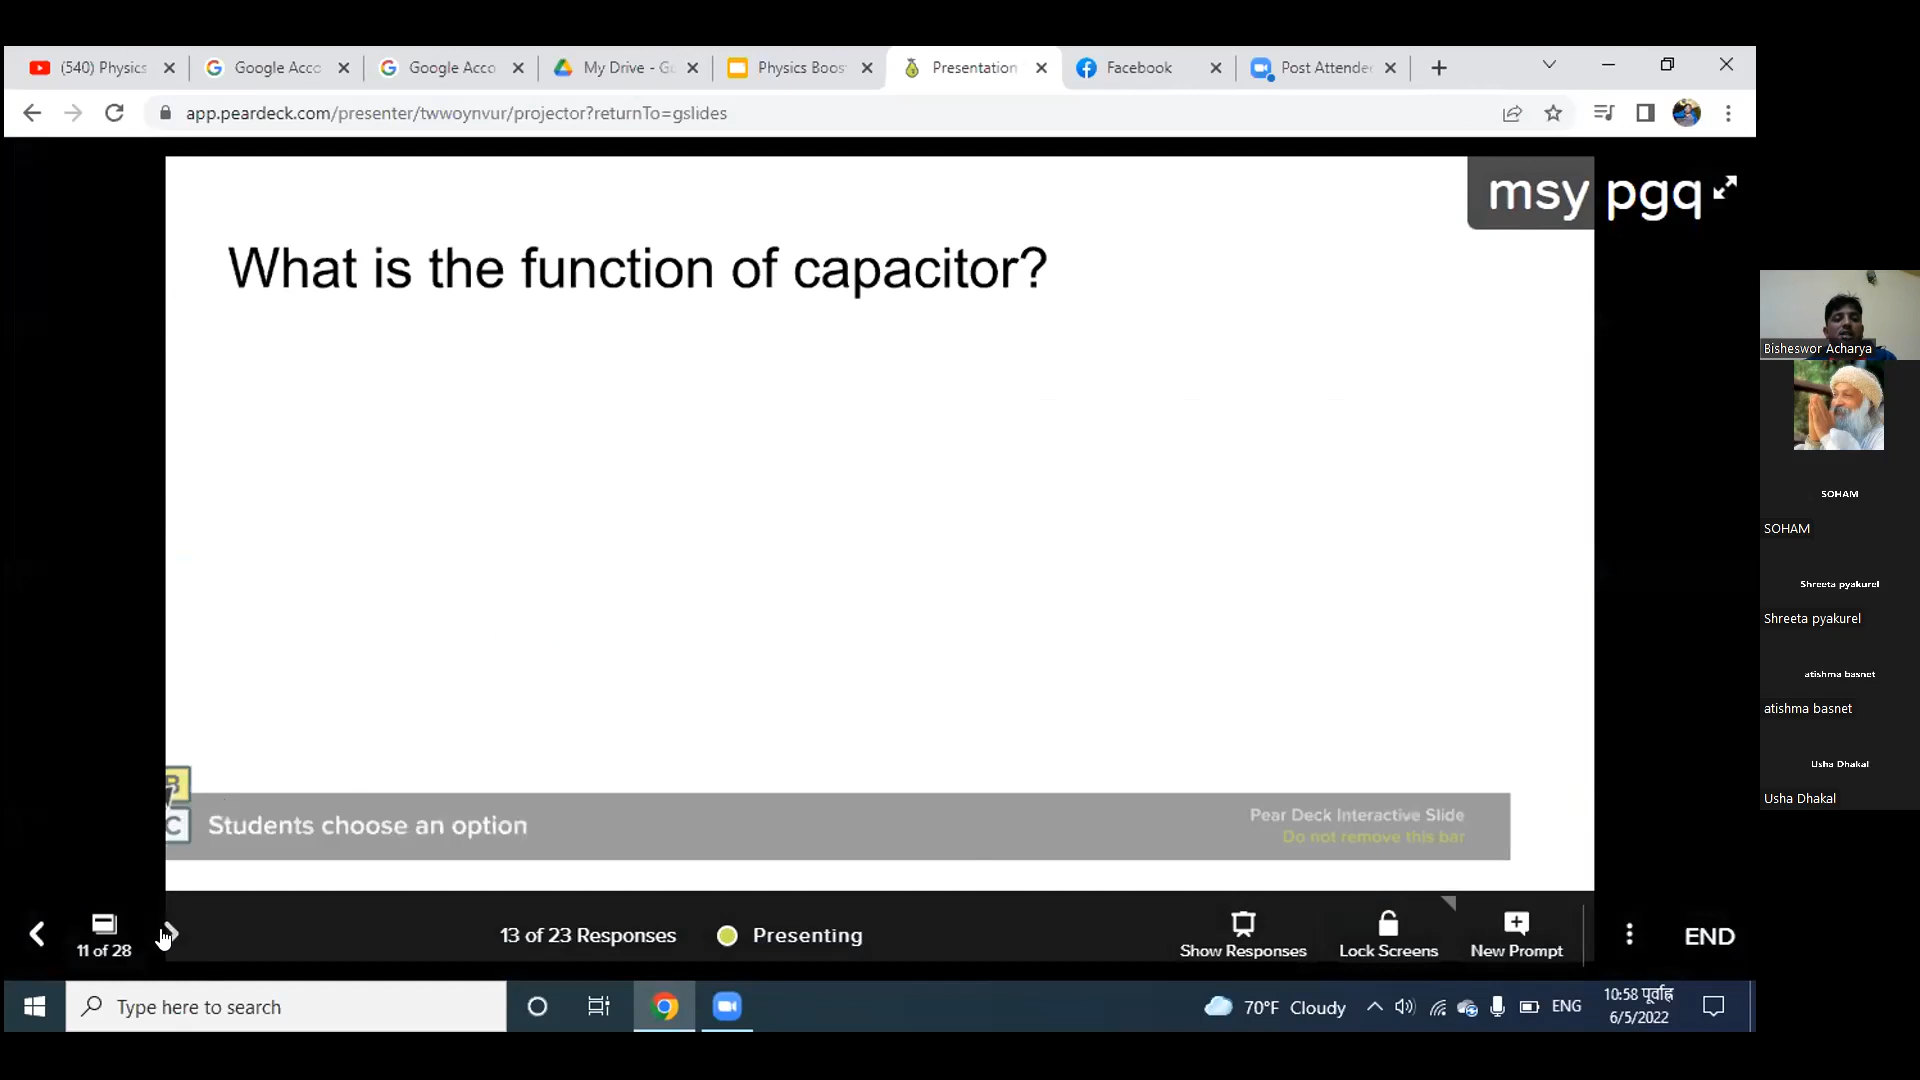 (540) Physics
Google Acco
Google Acco
My Drive - G
Physics Boos
Presentation
Facebook
Post Attende
app.peardeck.com/presenter/twwoynvur/projector?returnTo=gslides
msy pgq
What is the function of capacitor?
Bisheswor Acharya
SOHAM
SOHAM
Shreeta pyakurel
Shreeta pyakurel
atishma basnet
atishma basnet
Usha Dhakal
Usha Dhakal
B
C
Students choose an option
Pear Deck Interactive Slide
Do not remove this bar
11 of 28
13 of 23 Responses
Presenting
Show Responses
Lock Screens
New Prompt
END
Type here to search
70°F Cloudy
ENG
10:58 पूर्वाह्न
6/5/2022